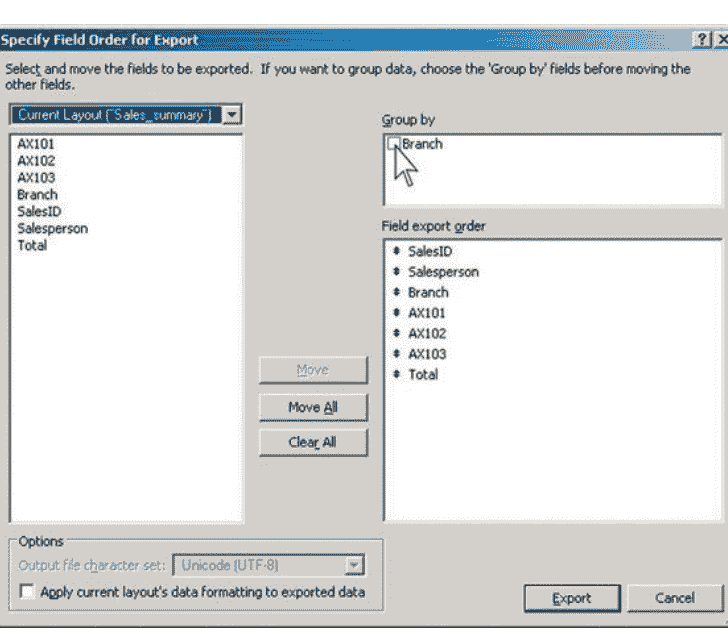 Specify Field Order for Export
Select and move the fields to be exported. If you want to group data, choose the 'Group by' fields before moving the
other fields.
Current Layout ("Sales_summary")
AX101
AX102
AX103
Branch
SalesID
Salesperson
Total
Group by
Branch
Field export order
SalesID
Salesperson
Branch
AX101
AX102
AX103
Total
Move
Move All
Clear All
Options
Output file character set: Unicode (UTF-8)
Apply current layout's data formatting to exported data
Export
Cancel